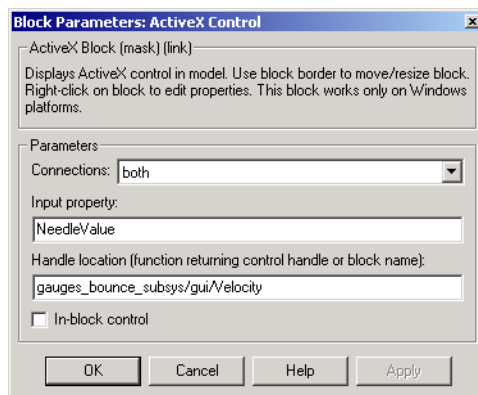 Block Parameters: ActiveX Control
ActiveX Block (mask) (link)
Displays ActiveX control in model. Use block border to move/resize block.
Right-click on block to edit properties. This block works only on Windows
platforms.
Parameters
Connections: both
Input property:
NeedleValue
Handle location (function returning control handle or block name):
gauges_bounce_subsys/gui/Velocity
In-block control
OK Cancel Help Apply